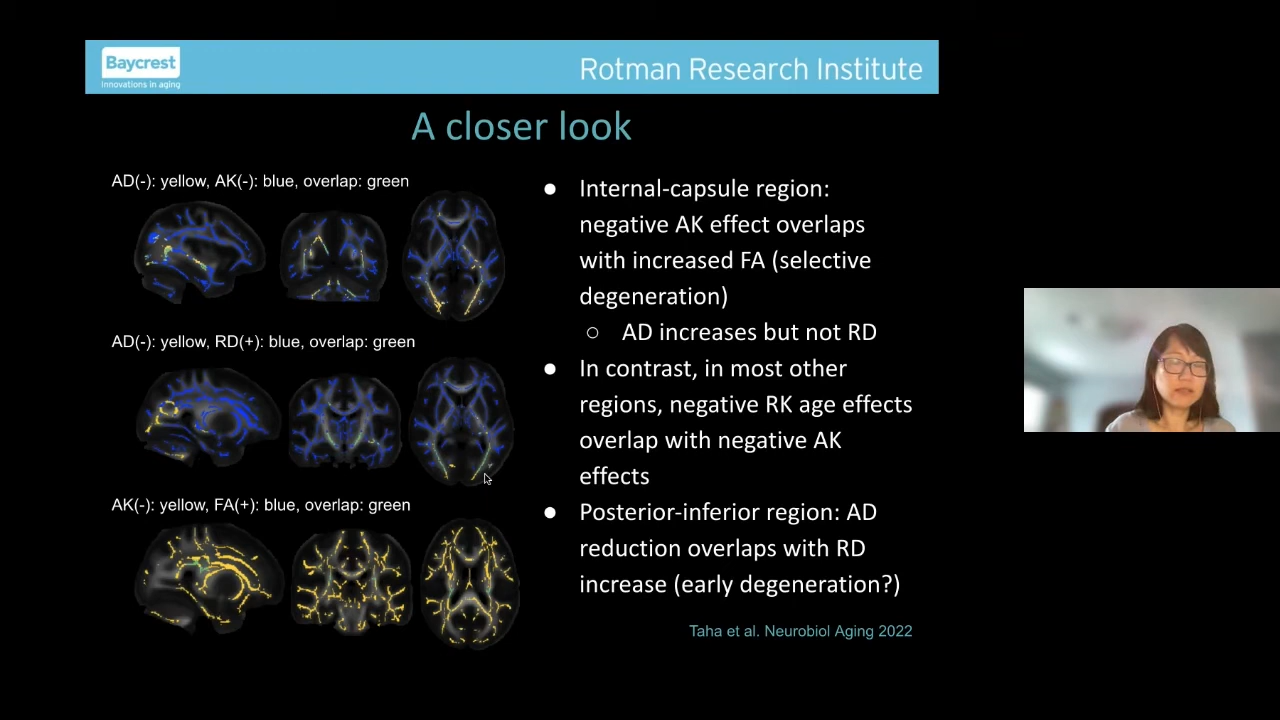 Baycrest
Innovations in aging
Rotman Research Institute
A closer look
AD(-): yellow, AK(-): blue, overlap: green
AD(-): yellow, RD(+): blue, overlap: green
AK(-): yellow, FA(+): blue, overlap: green
● Internal-capsule region:
negative AK effect overlaps
with increased FA (selective
degeneration)
○ AD increases but not RD
● In contrast, in most other
regions, negative RK age effects
overlap with negative AK
effects
● Posterior-inferior region: AD
reduction overlaps with RD
increase (early degeneration?)
Taha et al. Neurobiol Aging 2022